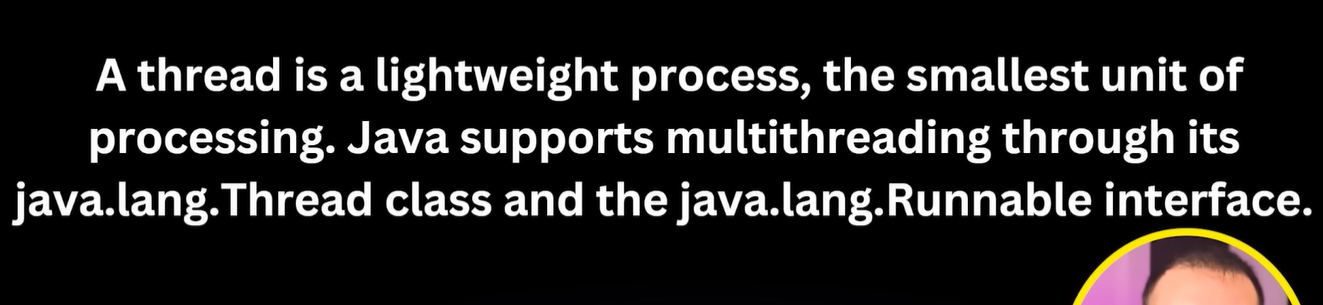 A thread is a lightweight process, the smallest unit of
processing. Java supports multithreading through its
java.lang.Thread class and the java.lang.Runnable interface.